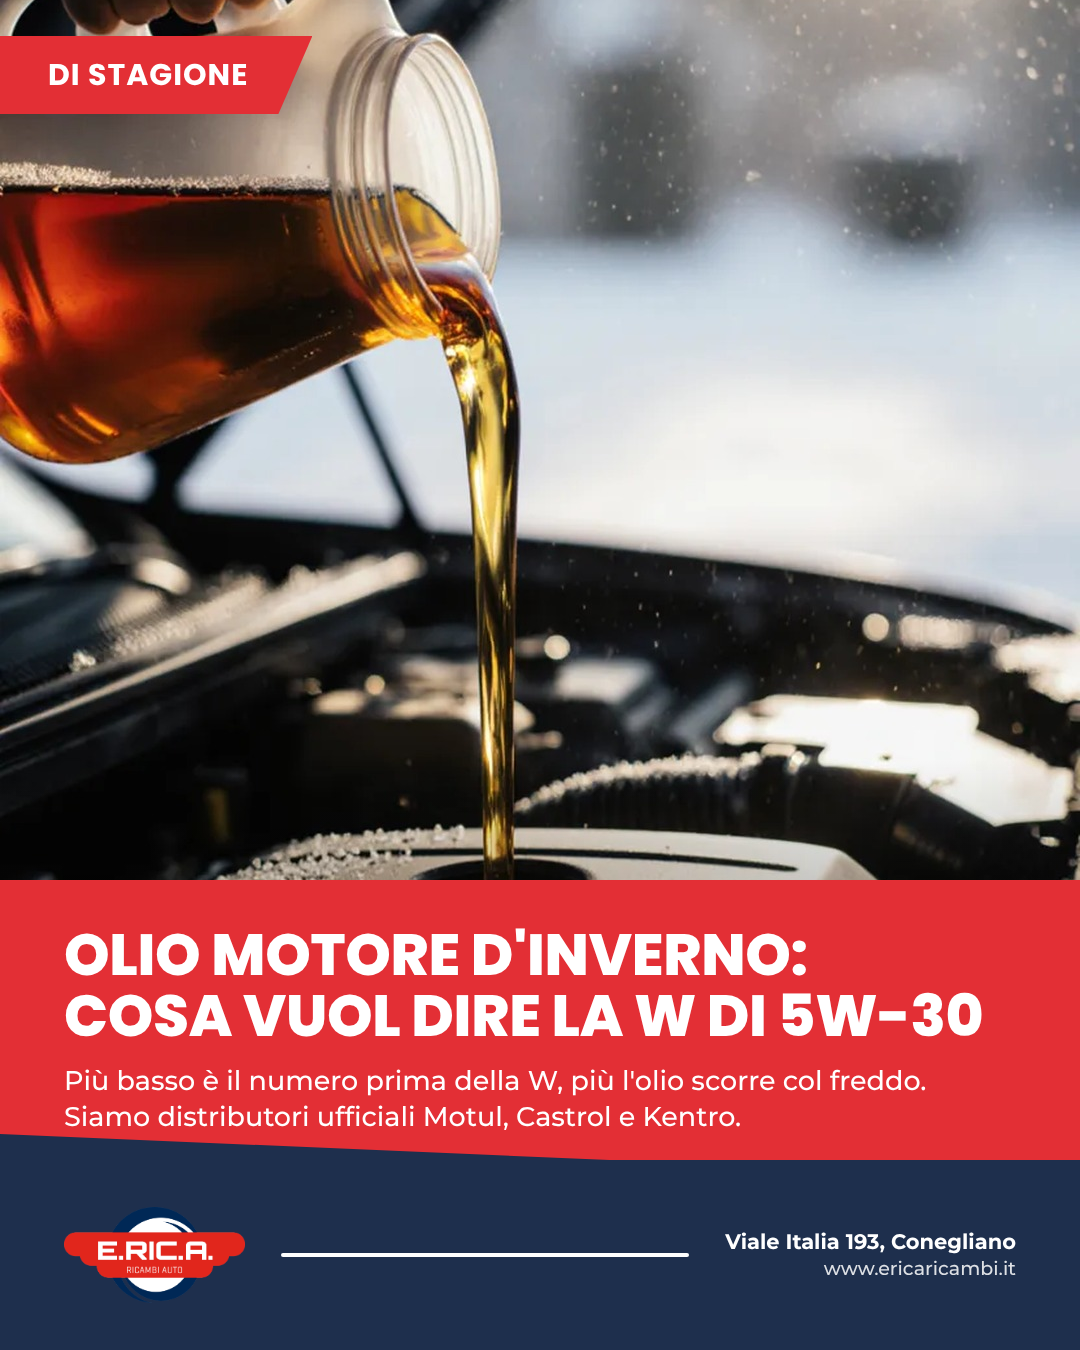 DI STAGIONE
OLIO MOTORE D'INVERNO:
COSA VUOL DIRE LA W DI 5W-30
Più basso è il numero prima della W, più l'olio scorre col freddo.
Siamo distributori ufficiali Motul, Castrol e Kentro.
E.RIC.A.
RICAMBI AUTO
Viale Italia 193, Conegliano
www.ericaricambi.it